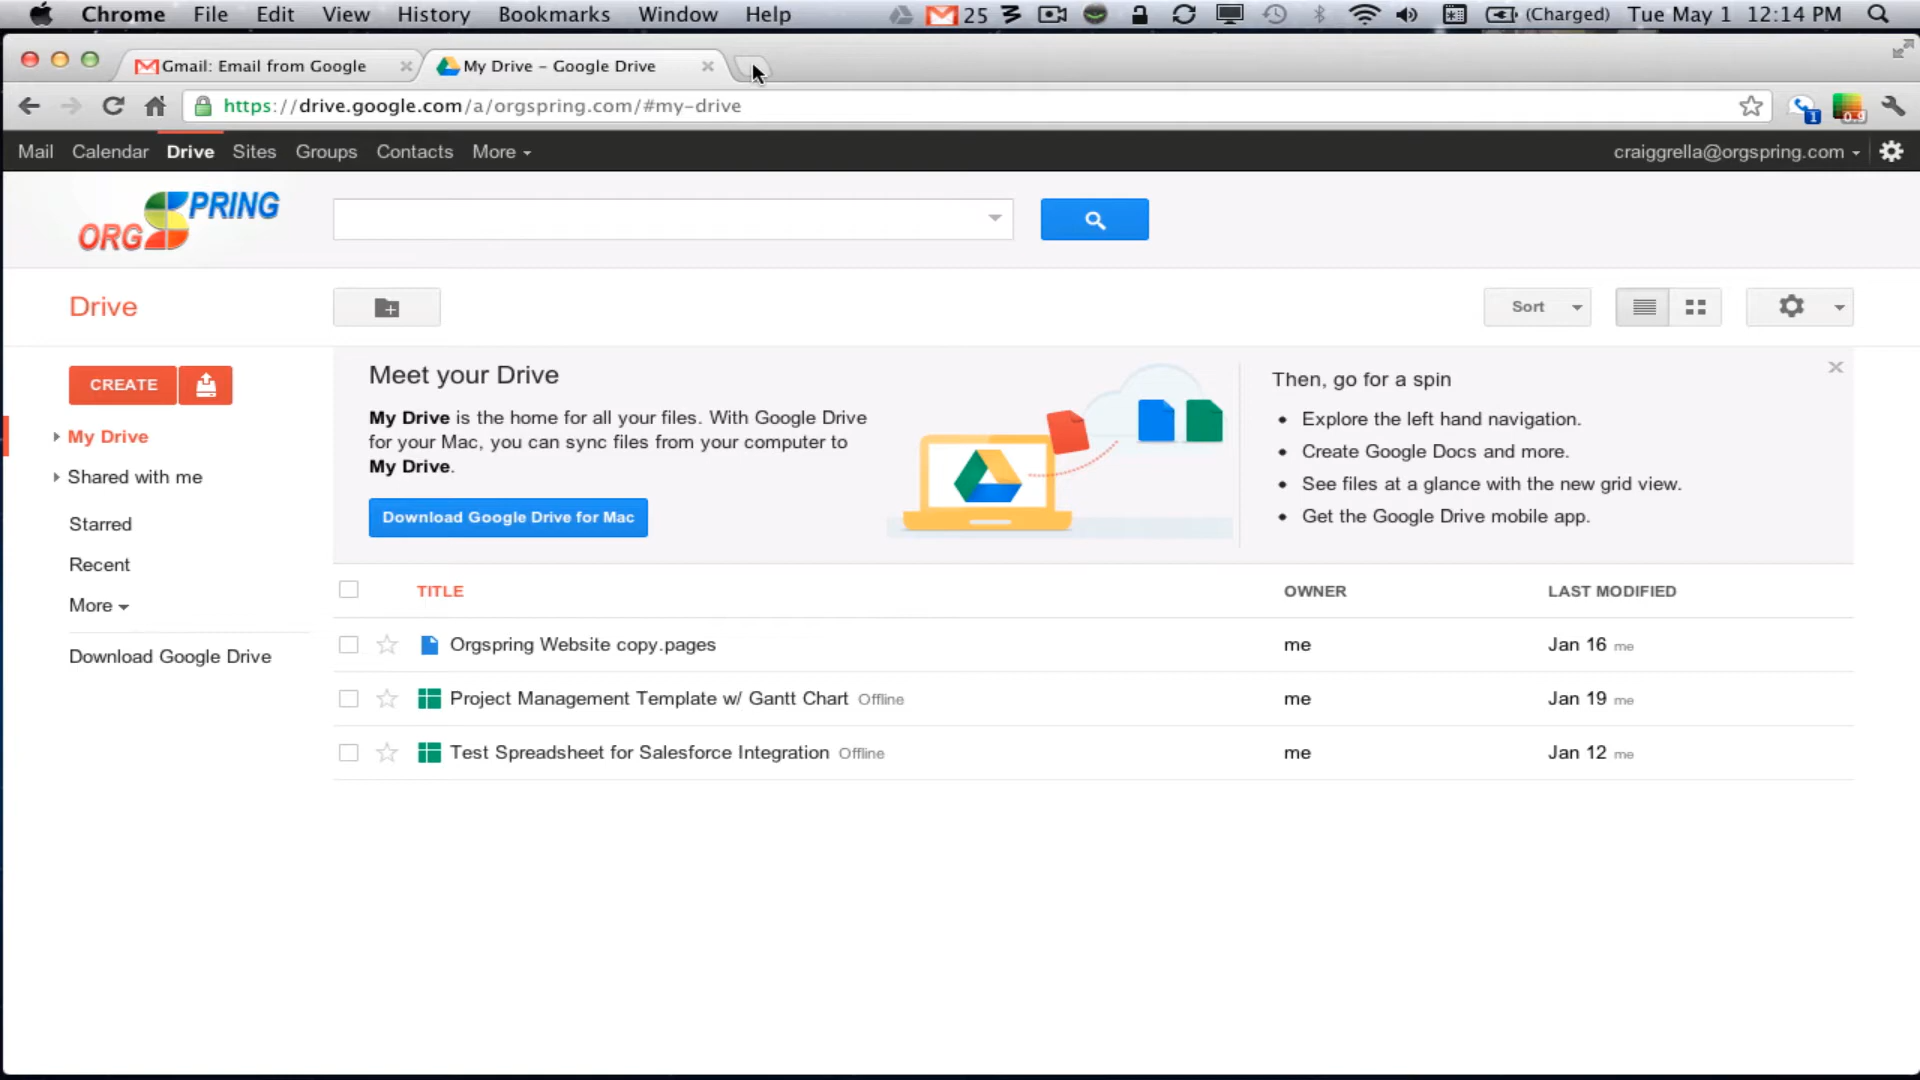 Chrome File Edit View History Bookmarks Window Help 25 (Charged) Tue May 1 12:14 PM
Gmail: Email from Google My Drive – Google Drive
https://drive.google.com/a/orgspring.com/#my-drive 1 0.9
Mail Calendar Drive Sites Groups Contacts More craiggrella@orgspring.com
ORG SPRING
Drive Sort
CREATE
My Drive
Shared with me
Starred
Recent
More
Download Google Drive
Meet your Drive
My Drive is the home for all your files. With Google Drive
for your Mac, you can sync files from your computer to
My Drive.
Download Google Drive for Mac
Then, go for a spin
Explore the left hand navigation.
Create Google Docs and more.
See files at a glance with the new grid view.
Get the Google Drive mobile app.
TITLE OWNER LAST MODIFIED
Orgspring Website copy.pages me Jan 16 me
Project Management Template w/ Gantt Chart Offline me Jan 19 me
Test Spreadsheet for Salesforce Integration Offline me Jan 12 me